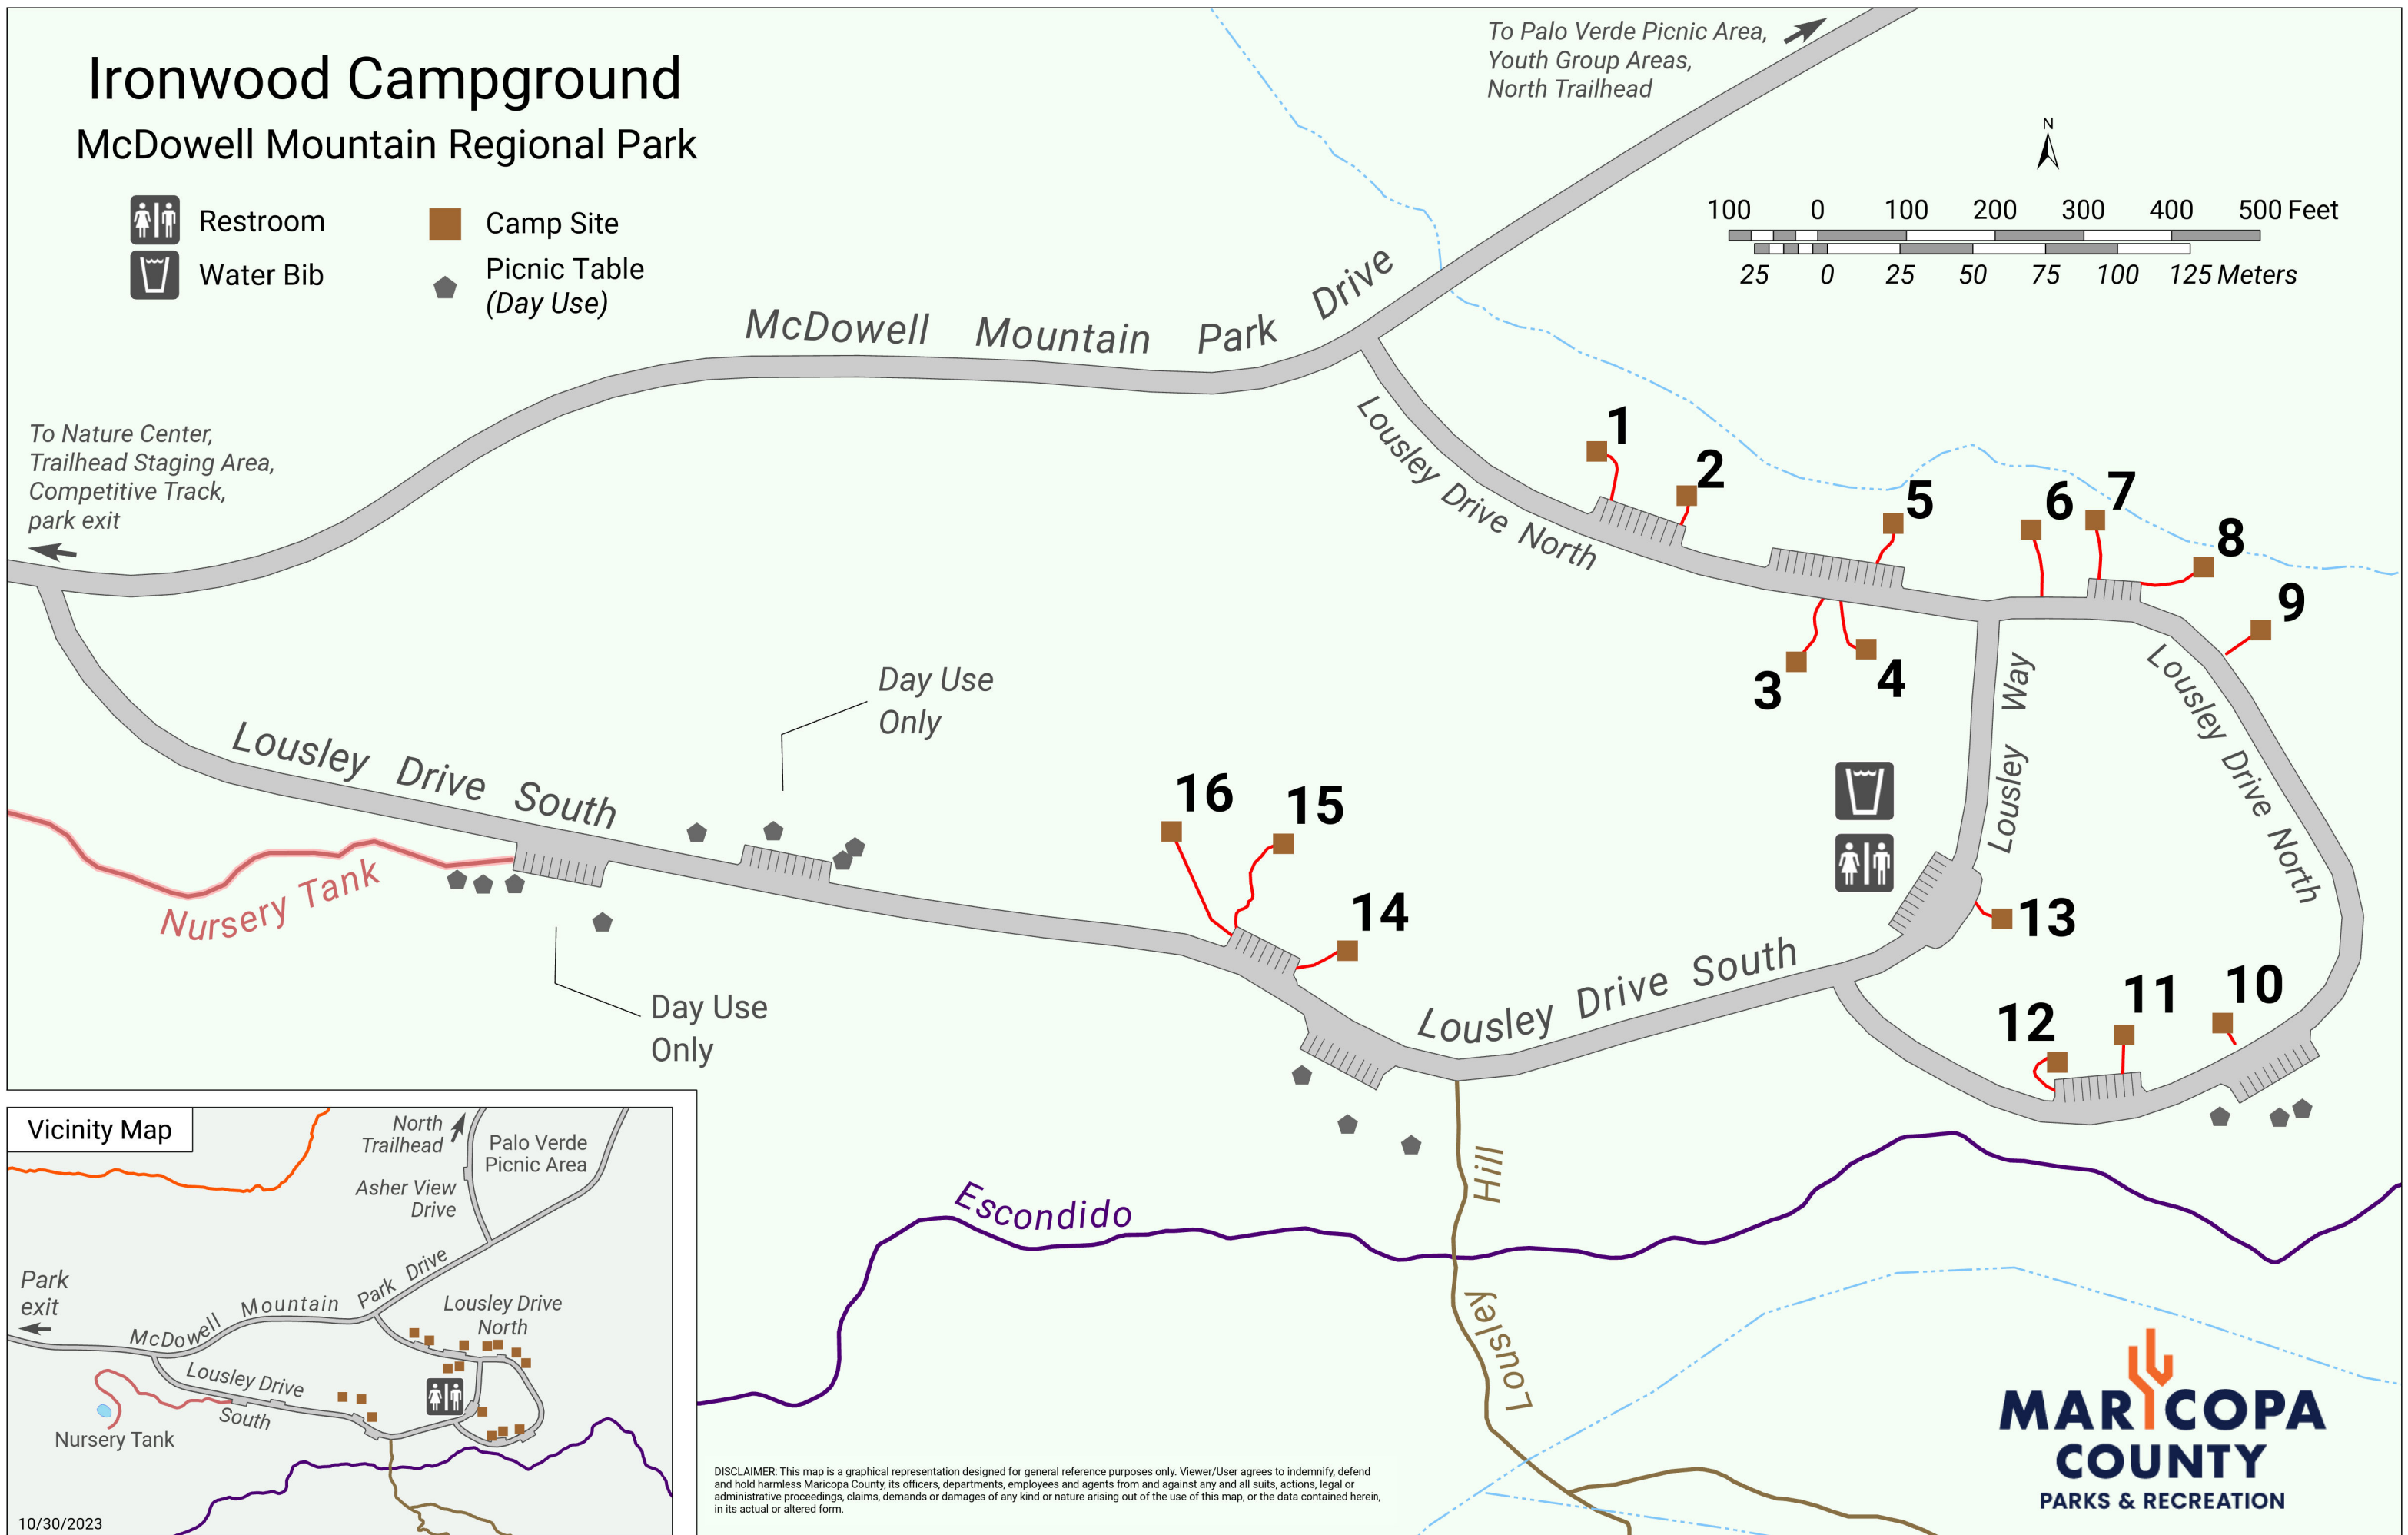 Ironwood Campground
McDowell Mountain Regional Park
Restroom
Water Bib
Camp Site
Picnic Table
(Day Use)
To Palo Verde Picnic Area,
Youth Group Areas,
North Trailhead
N
100 0 100 200 300 400 500 Feet
25 0 25 50 75 100 125 Meters
McDowell Mountain Park Drive
To Nature Center,
Trailhead Staging Area,
Competitive Track,
park exit
Lousley Drive North
1
2
5
6
7
8
9
3
4
Lousley Way
Lousley Drive North
Day Use
Only
Lousley Drive South
Nursery Tank
Day Use
Only
16
15
14
13
Lousley Drive South
12
11
10
Hill
Escondido
Lousley
Vicinity Map
North
Trailhead
Palo Verde
Picnic Area
Asher View
Drive
Park
exit
McDowell Mountain Park Drive
Lousley Drive
North
Lousley Drive
South
Nursery Tank
10/30/2023
DISCLAIMER: This map is a graphical representation designed for general reference purposes only. Viewer/User agrees to indemnify, defend
and hold harmless Maricopa County, its officers, departments, employees and agents from and against any and all suits, actions, legal or
administrative proceedings, claims, demands or damages of any kind or nature arising out of the use of this map, or the data contained herein,
in its actual or altered form.
MARICOPA
COUNTY
PARKS & RECREATION